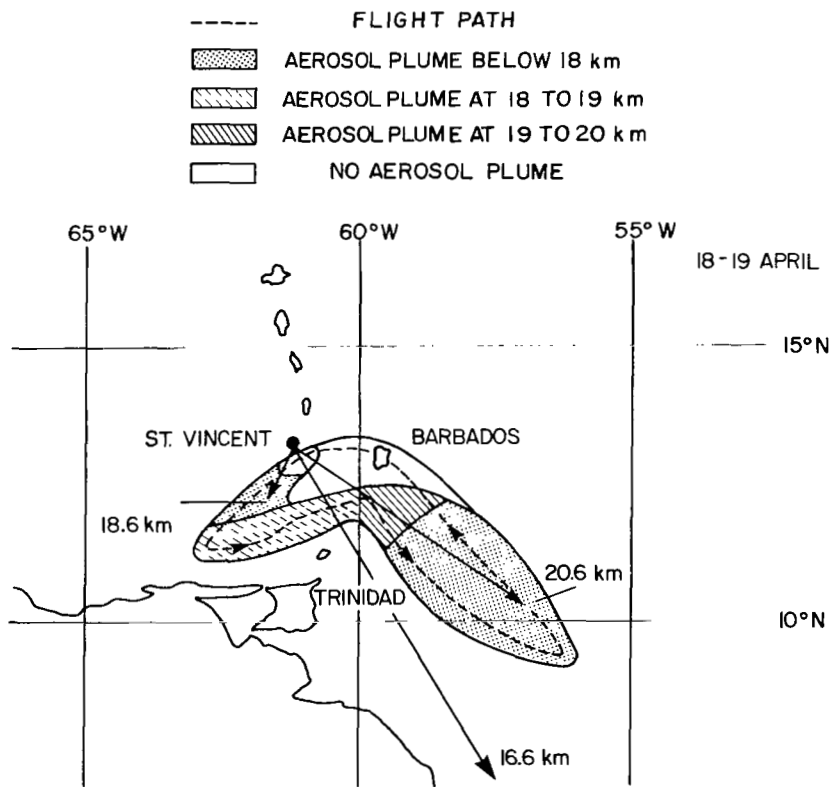 FLIGHT PATH
AEROSOL PLUME BELOW 18 km
AEROSOL PLUME AT 18 TO 19 km
AEROSOL PLUME AT 19 TO 20 km
NO AEROSOL PLUME
65°W
60°W
55°W
18-19 APRIL
15°N
ST. VINCENT
BARBADOS
18.6 km
20.6 km
TRINIDAD
10°N
16.6 km